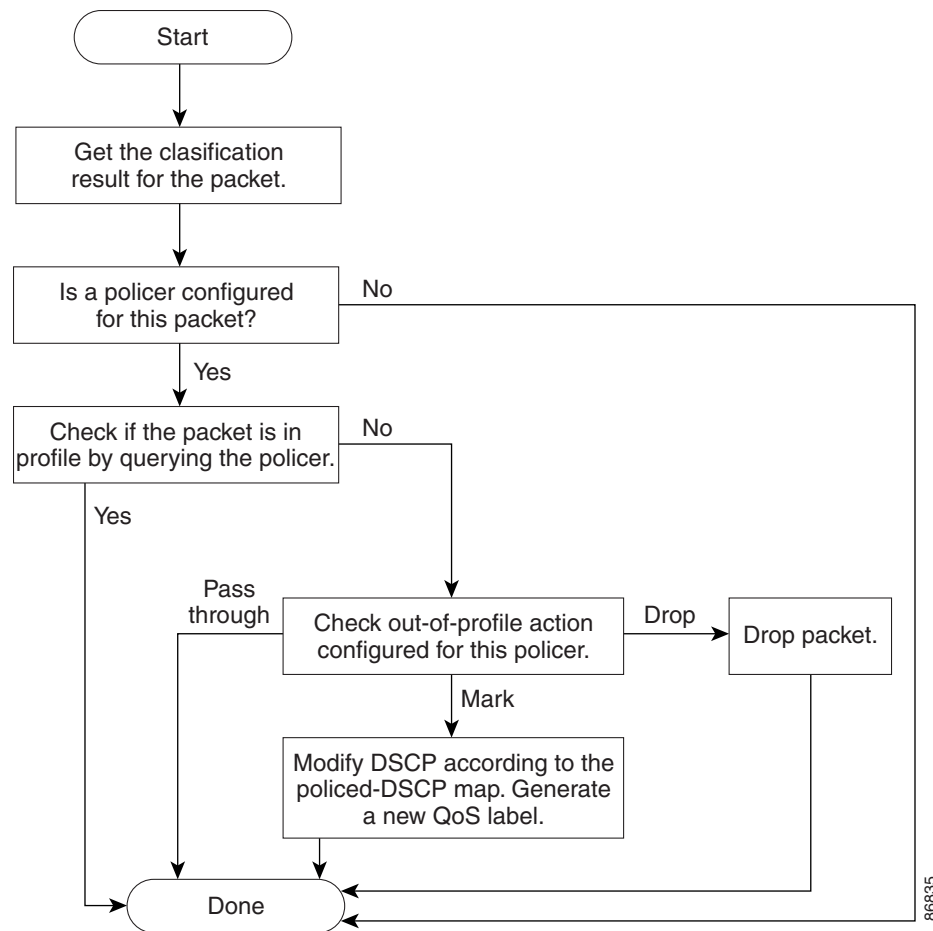 Start
Get the clasification
result for the packet.
Is a policer configured
for this packet?
No
Yes
Check if the packet is in
profile by querying the policer.
No
Yes
Pass
through
Check out-of-profile action
configured for this policer.
Drop
Drop packet.
Mark
Modify DSCP according to the
policed-DSCP map. Generate
a new QoS label.
Done
86835